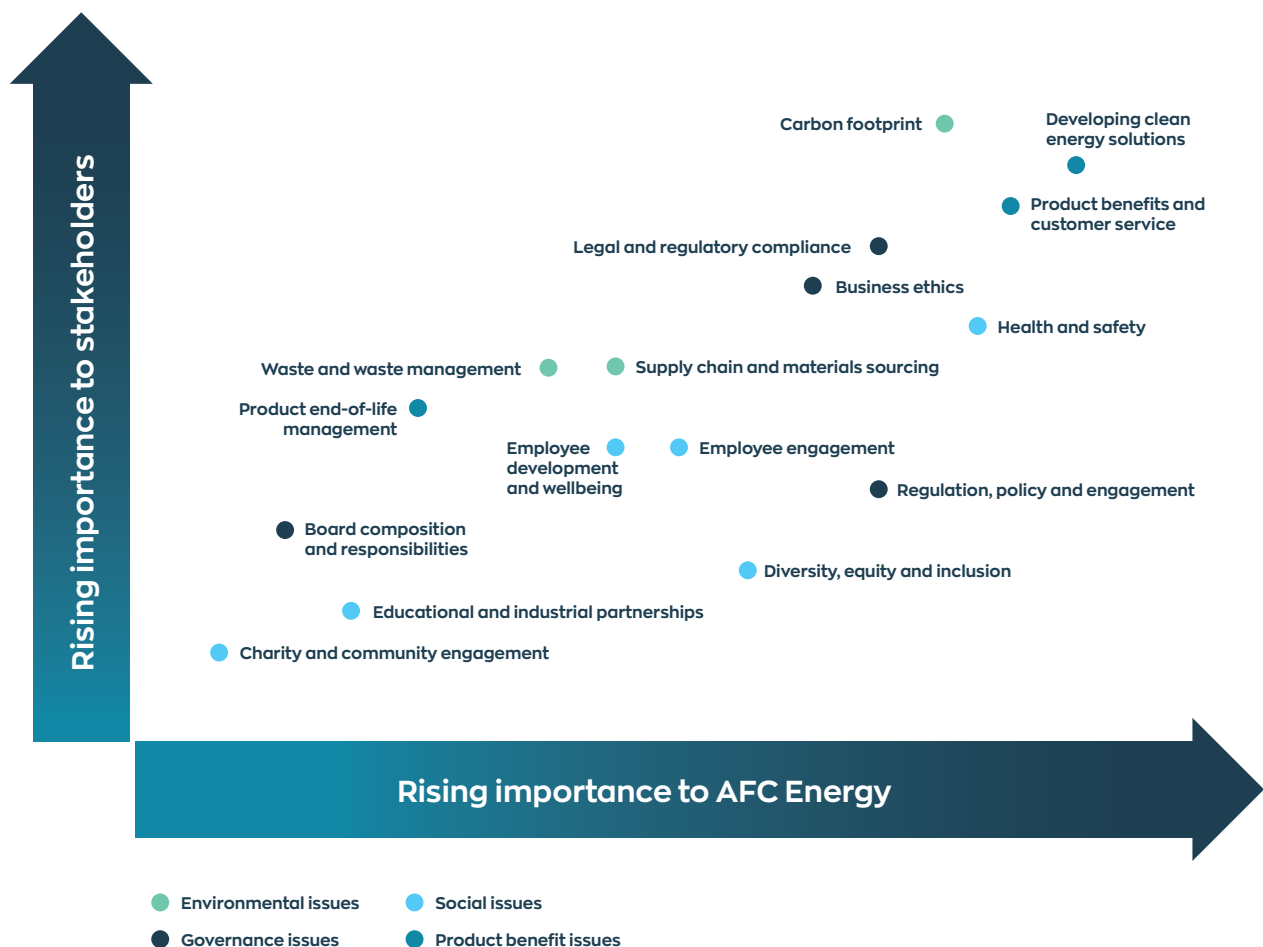 Rising importance to stakeholders
Carbon footprint
Developing clean
energy solutions
Product benefits and
customer service
Legal and regulatory compliance
Business ethics
Health and safety
Waste and waste management
Supply chain and materials sourcing
Product end-of-life
management
Employee
development
and wellbeing
Employee engagement
Regulation, policy and engagement
Board composition
and responsibilities
Diversity, equity and inclusion
Educational and industrial partnerships
Charity and community engagement
Rising importance to AFC Energy
Environmental issues
Social issues
Governance issues
Product benefit issues